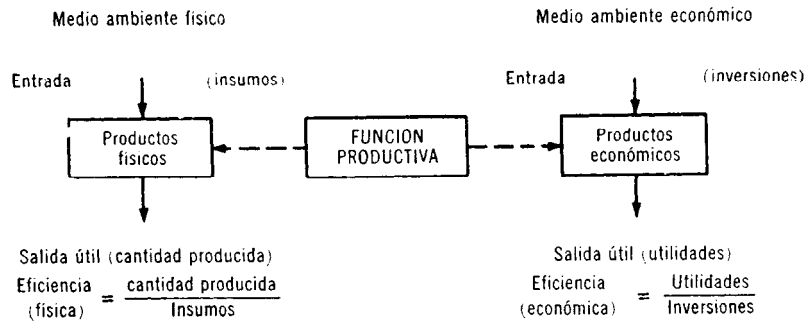 Medio ambiente físico
Medio ambiente económico
Entrada (insumos)
Entrada (inversiones)
Productos
físicos
FUNCION
PRODUCTIVA
Productos
económicos
Salida útil (cantidad producida)
Eficiencia
(física) = cantidad producida
Insumos
Salida útil (utilidades)
Eficiencia
(económica) = Utilidades
Inversiones